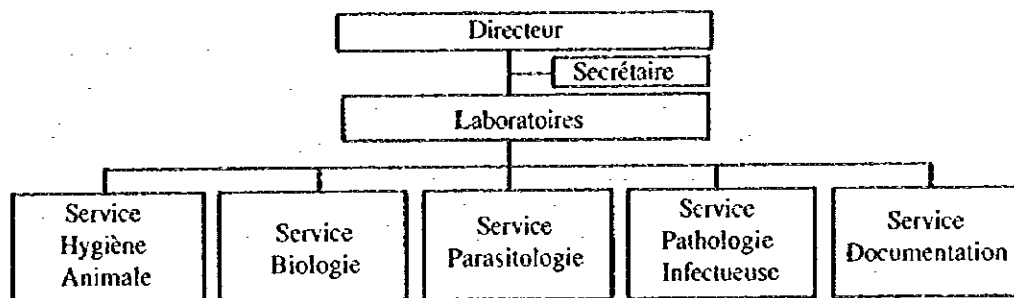 Directeur
Secrétaire
Laboratoires
Service
Hygiène
Animale
Service
Biologie
Service
Parasitologie
Service
Pathologie
Infectueuse
Service
Documentation